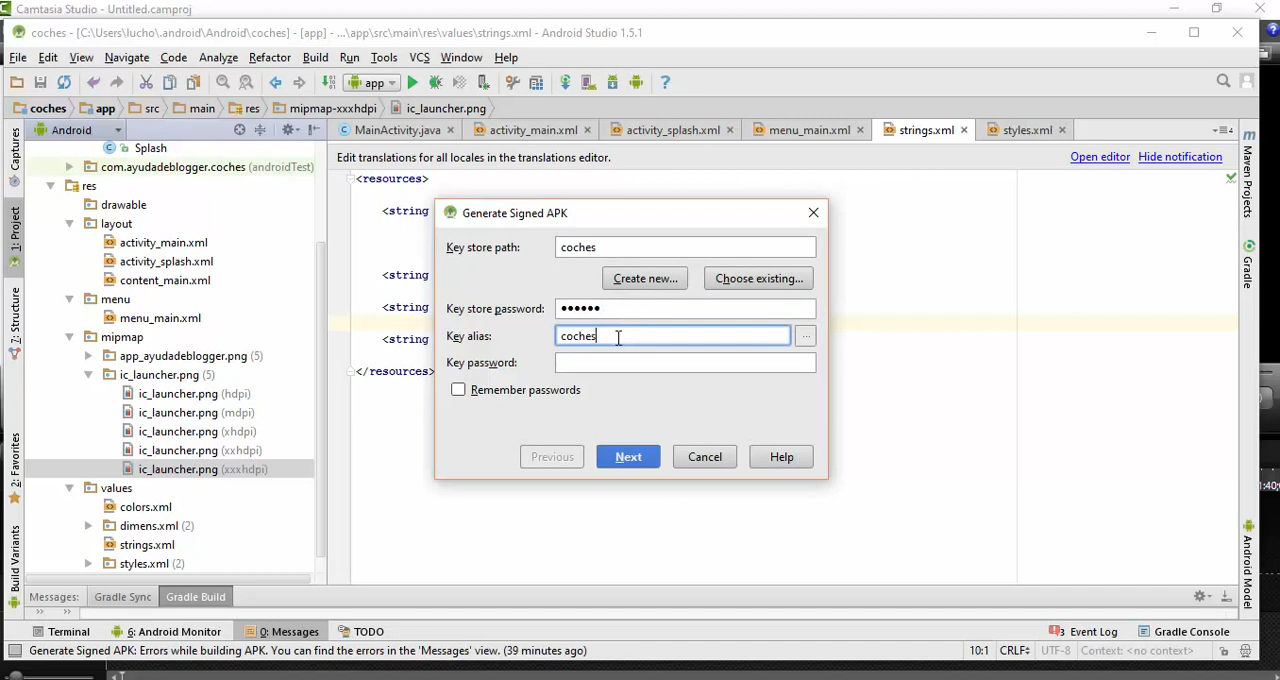 Camtasia Studio - Untitled.camproj
coches - [C:\Users\lucho\.android\Android\coches] - [app] - ...\app\src\main\res\values\strings.xml - Android Studio 1.5.1
File Edit View Navigate Code Analyze Refactor Build Run Tools VCS Window Help
app
coches app src main res mipmap-xxxhdpi ic_launcher.png
Android
MainActivity.java activity_main.xml activity_splash.xml menu_main.xml strings.xml styles.xml
Captures
1: Project
7: Structure
2: Favorites
Build Variants
Splash
com.ayudadeblogger.coches (androidTest)
res
drawable
layout
activity_main.xml
activity_splash.xml
content_main.xml
menu
menu_main.xml
mipmap
app_ayudadeblogger.png (5)
ic_launcher.png (5)
ic_launcher.png (hdpi)
ic_launcher.png (mdpi)
ic_launcher.png (xhdpi)
ic_launcher.png (xxhdpi)
ic_launcher.png (xxxhdpi)
values
colors.xml
dimens.xml (2)
strings.xml
styles.xml (2)
Edit translations for all locales in the translations editor. Open editor Hide notification
<resources>
<string
<string
<string
<string
</resources>
Generate Signed APK
Key store path: coches
Create new... Choose existing...
Key store password: ••••••
Key alias: coches ...
Key password:
Remember passwords
Previous Next Cancel Help
Maven Projects
Gradle
Android Model
Messages: Gradle Sync Gradle Build
Terminal 6: Android Monitor 0: Messages TODO Event Log Gradle Console
Generate Signed APK: Errors while building APK. You can find the errors in the 'Messages' view. (39 minutes ago) 10:1 CRLF UTF-8 Context: <no context>